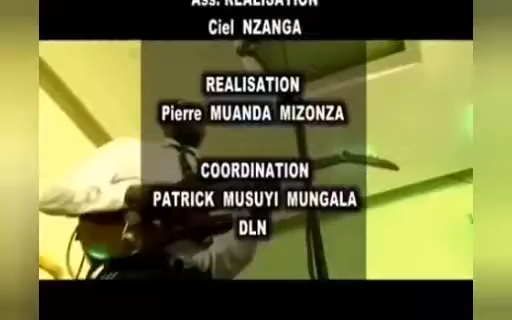 Ass. REALISATION
Ciel NZANGA
REALISATION
Pierre MUANDA MIZONZA
COORDINATION
PATRICK MUSUYI MUNGALA
DLN